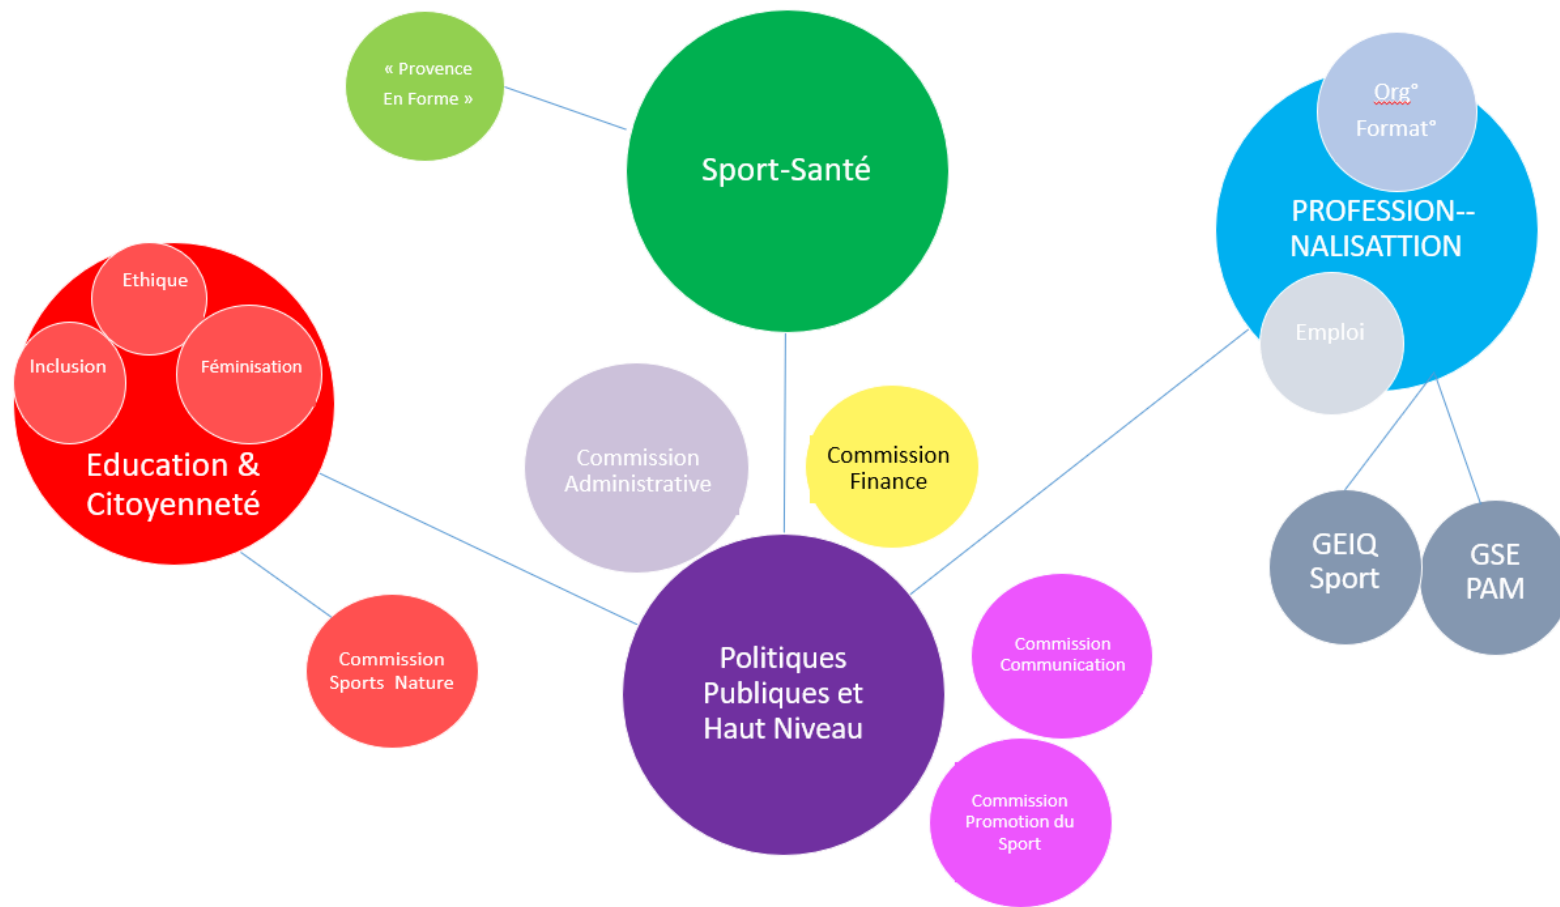 « Provence
En Forme »
Sport-Santé
Org°
Format°
PROFESSION--
NALISATTION
Emploi
Ethique
Inclusion
Féminisation
Education &
Citoyenneté
Commission
Administrative
Commission
Finance
GEIQ
Sport
GSE
PAM
Commission
Sports  Nature
Politiques
Publiques et
Haut Niveau
Commission
Communication
Commission
Promotion du
Sport